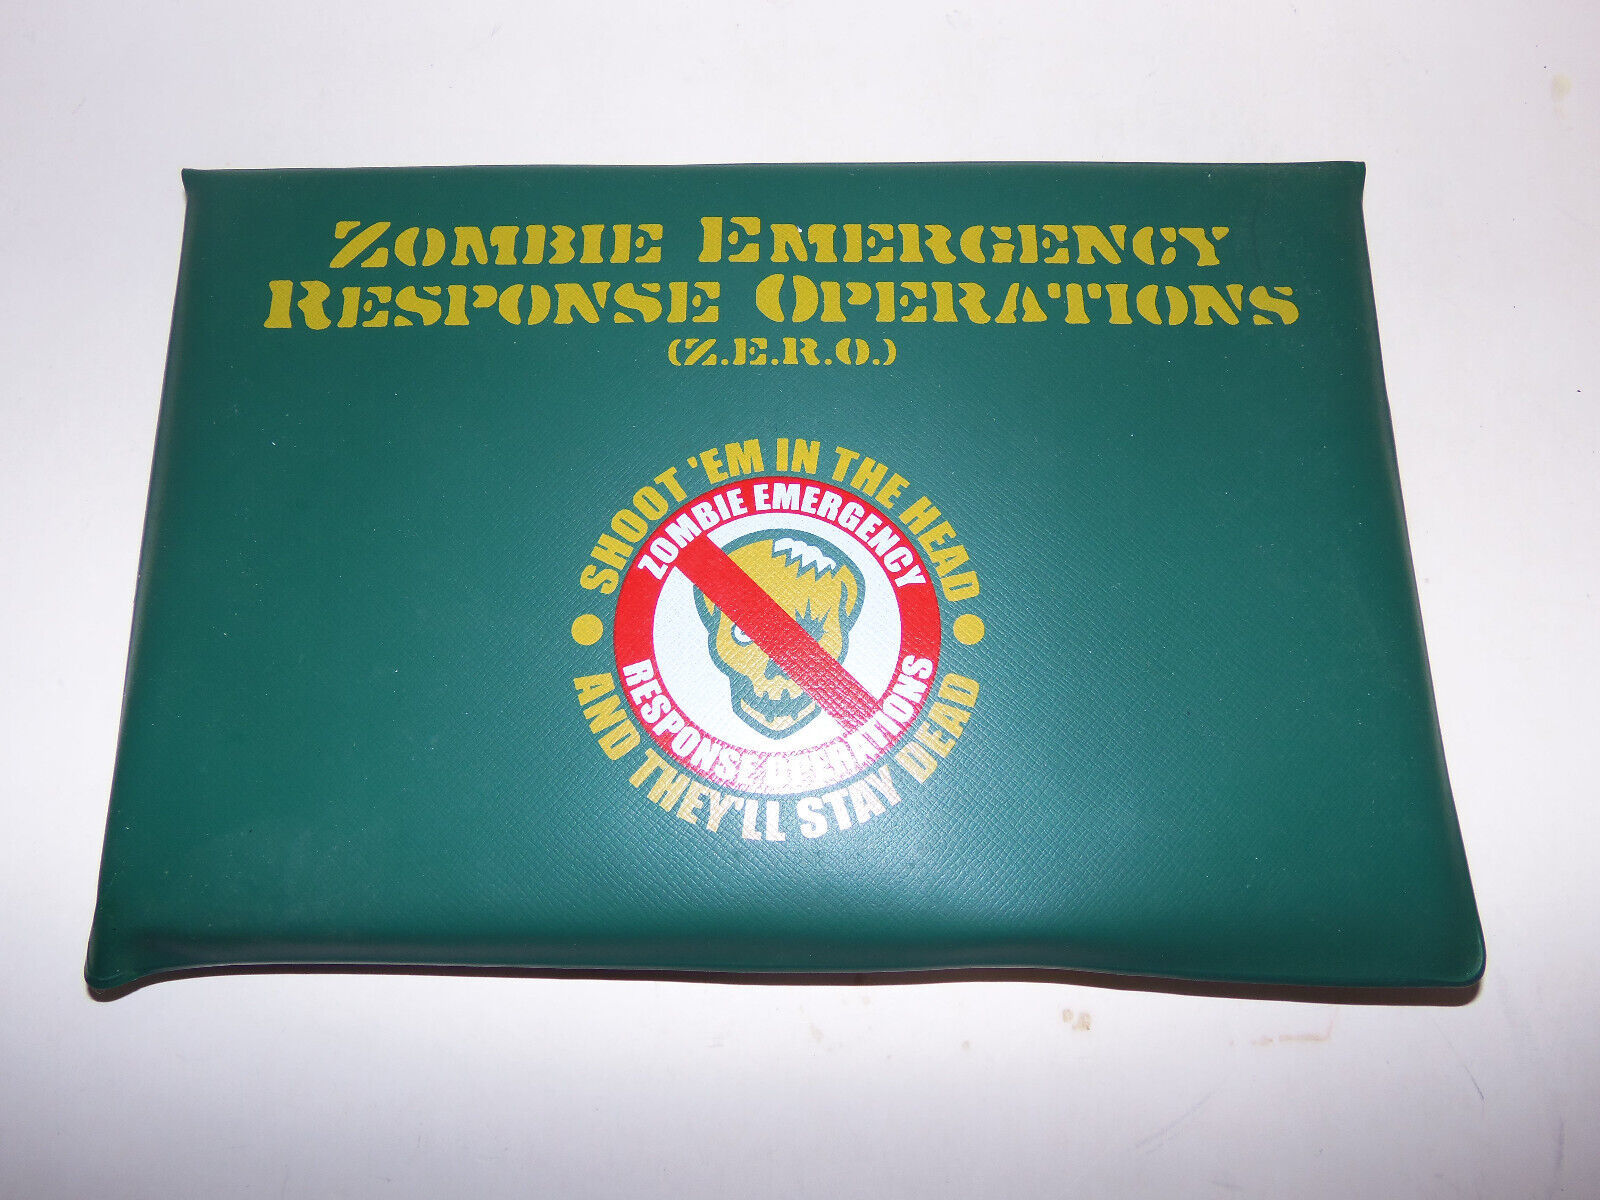 ZOMBIE EMERGENCY
RESPONSE OPERATIONS
(Z.E.R.O.)
• SHOOT 'EM IN THE HEAD •
AND THEY'LL STAY DEAD
ZOMBIE EMERGENCY
RESPONSE OPERATIONS